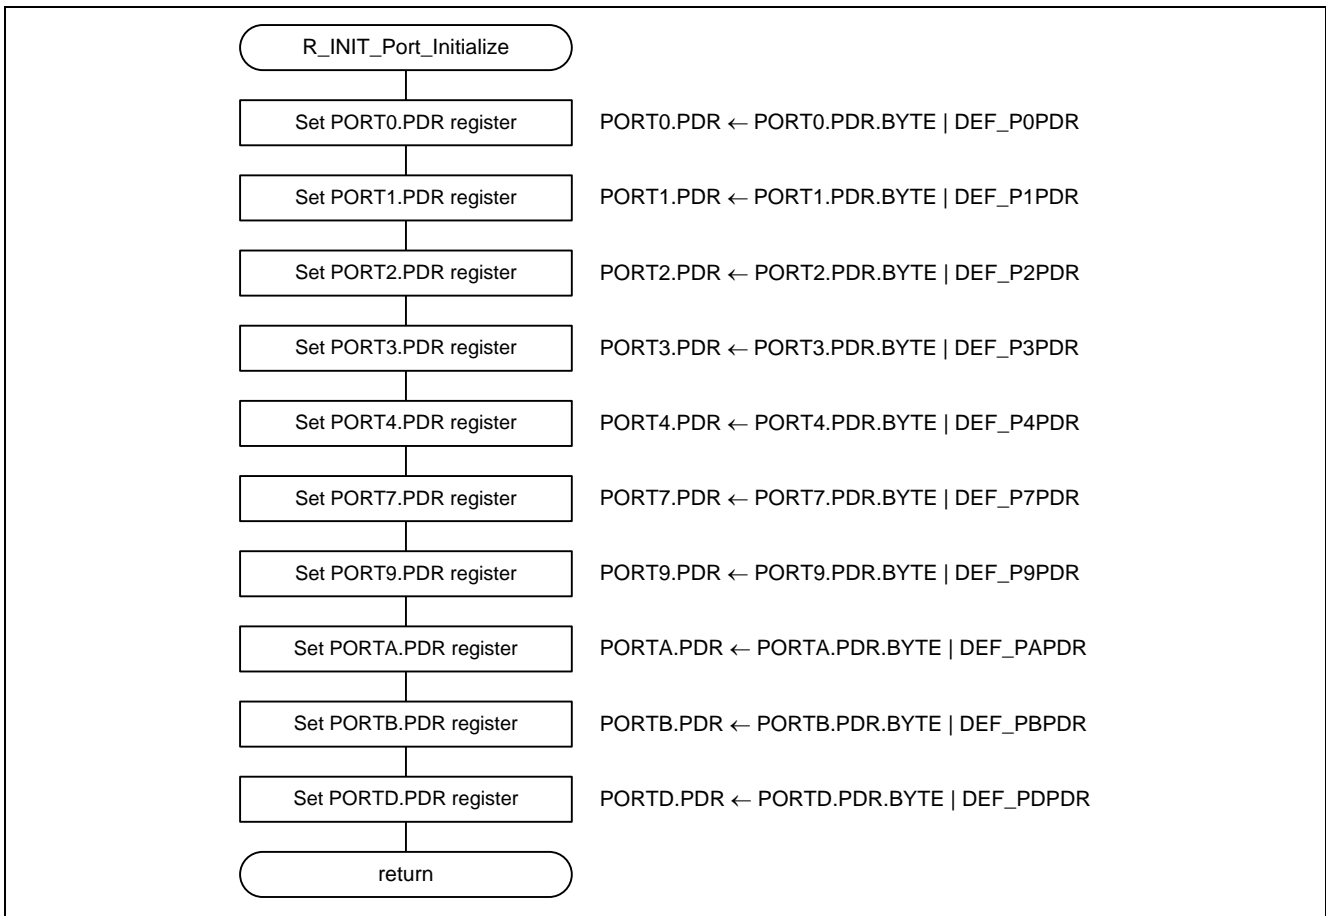 R_INIT_Port_Initialize
Set PORT0.PDR register PORT0.PDR ← PORT0.PDR.BYTE | DEF_P0PDR
Set PORT1.PDR register PORT1.PDR ← PORT1.PDR.BYTE | DEF_P1PDR
Set PORT2.PDR register PORT2.PDR ← PORT2.PDR.BYTE | DEF_P2PDR
Set PORT3.PDR register PORT3.PDR ← PORT3.PDR.BYTE | DEF_P3PDR
Set PORT4.PDR register PORT4.PDR ← PORT4.PDR.BYTE | DEF_P4PDR
Set PORT7.PDR register PORT7.PDR ← PORT7.PDR.BYTE | DEF_P7PDR
Set PORT9.PDR register PORT9.PDR ← PORT9.PDR.BYTE | DEF_P9PDR
Set PORTA.PDR register PORTA.PDR ← PORTA.PDR.BYTE | DEF_PAPDR
Set PORTB.PDR register PORTB.PDR ← PORTB.PDR.BYTE | DEF_PBPDR
Set PORTD.PDR register PORTD.PDR ← PORTD.PDR.BYTE | DEF_PDPDR
return